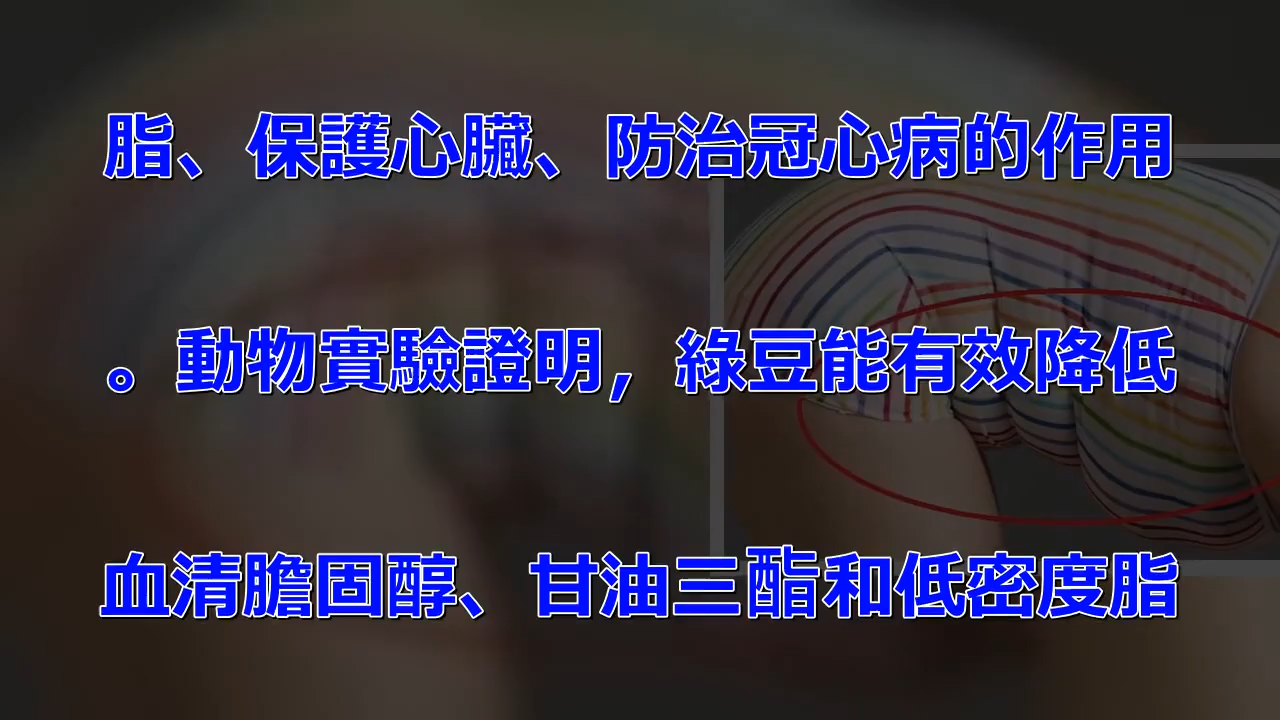 脂、保護心臟、防治冠心病的作用
。動物實驗證明，綠豆能有效降低
血清膽固醇、甘油三酯和低密度脂